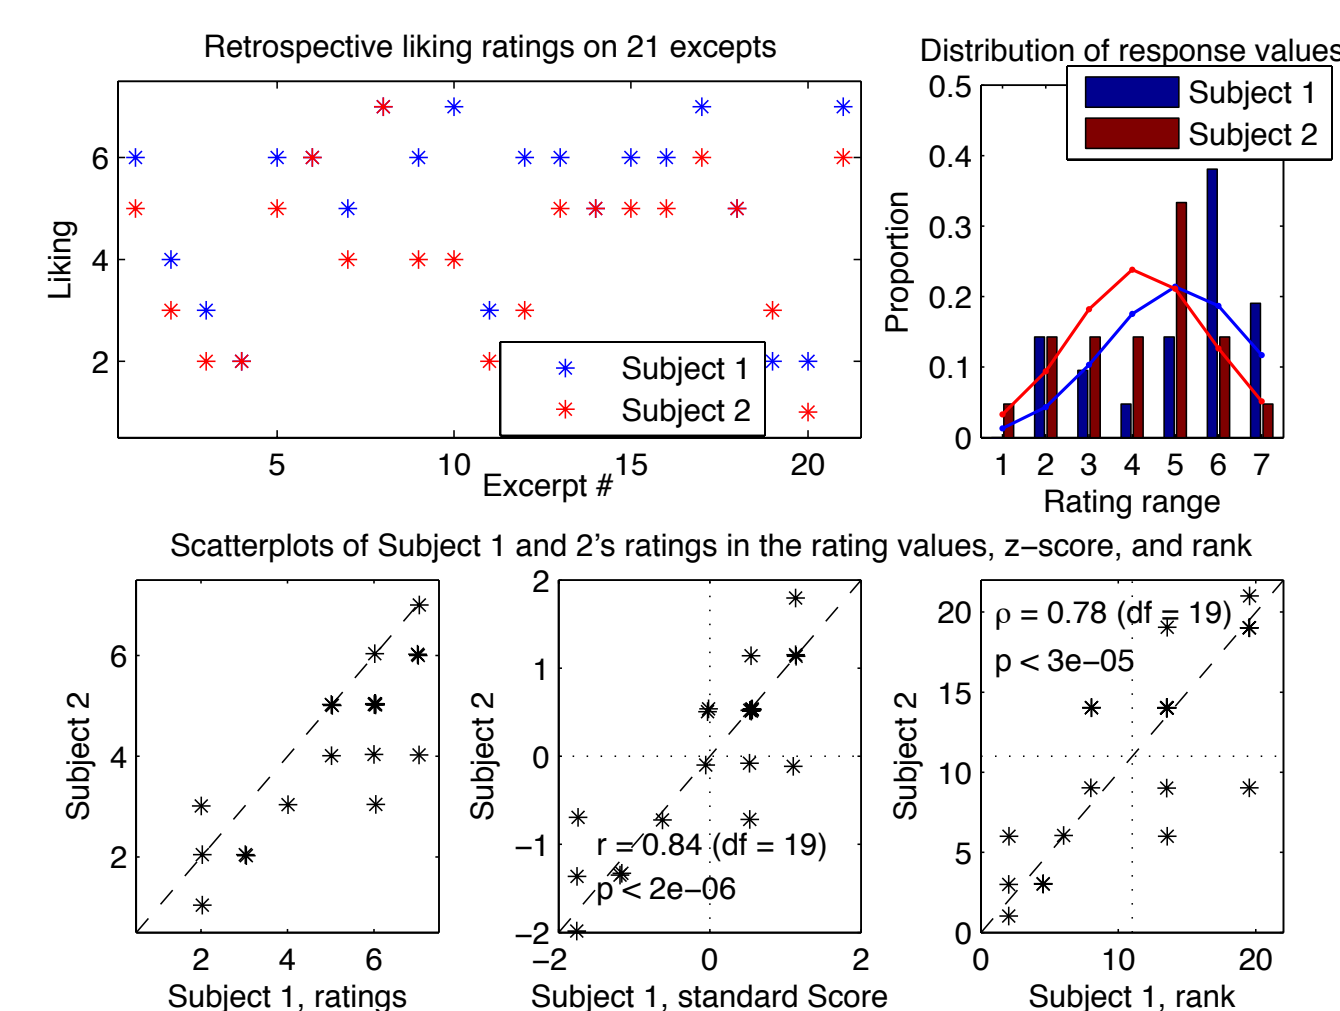 Retrospective liking ratings on 21 excepts
Liking
6
4
2
5
10
15
20
Excerpt #
Subject 1
Subject 2
Distribution of response values
Proportion
0.5
0.4
0.3
0.2
0.1
0
1 2 3 4 5 6 7
Rating range
Subject 1
Subject 2
Scatterplots of Subject 1 and 2's ratings in the rating values, z−score, and rank
Subject 2
6
4
2
2 4 6
Subject 1, ratings
Subject 2
2
1
0
−1
−2
r = 0.84 (df = 19)
p < 2e−06
−2 0 2
Subject 1, standard Score
Subject 2
20
15
10
5
0
ρ = 0.78 (df = 19)
p < 3e−05
0 10 20
Subject 1, rank